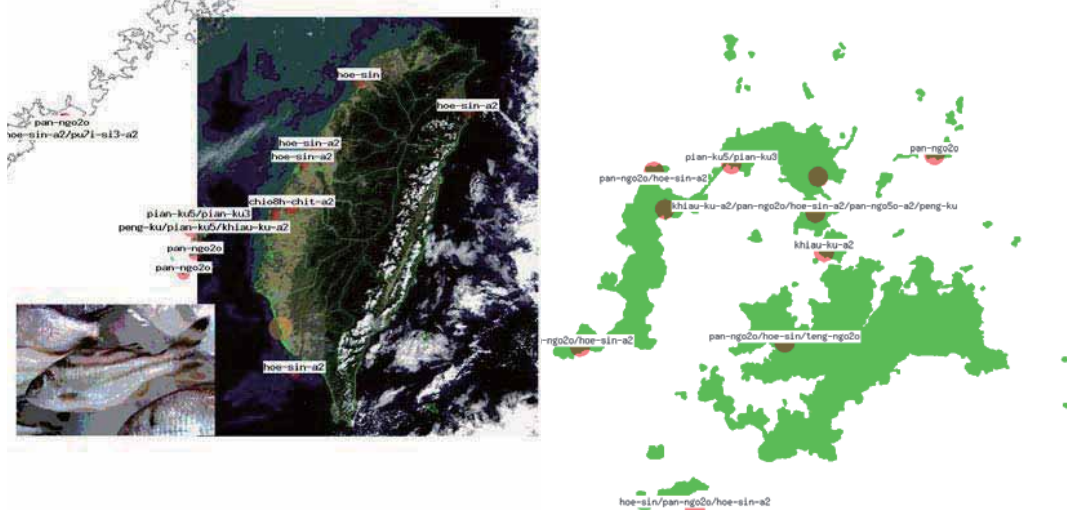 hoe-sin
hoe-sin-a2
pan-ngo2o
hoe-sin-a2/pu7i-si3-a2
hoe-sin-a2
hoe-sin-a2
chio8h-chit-a2
pian-ku5/pian-ku3
peng-ku/pian-ku5/khiau-ku-a2
pan-ngo2o
pan-ngo2o
hoe-sin-a2
pan-ngo2o
pian-ku5/pian-ku3
pan-ngo2o/hoe-sin-a2
khiau-ku-a2/pan-ngo2o/hoe-sin-a2/pan-ngo5o-a2/peng-ku
khiau-ku-a2
pan-ngo2o/hoe-sin/teng-ngo2o
n-ngo2o/hoe-sin-a2
hoe-sin/pan-ngo2o/hoe-sin-a2